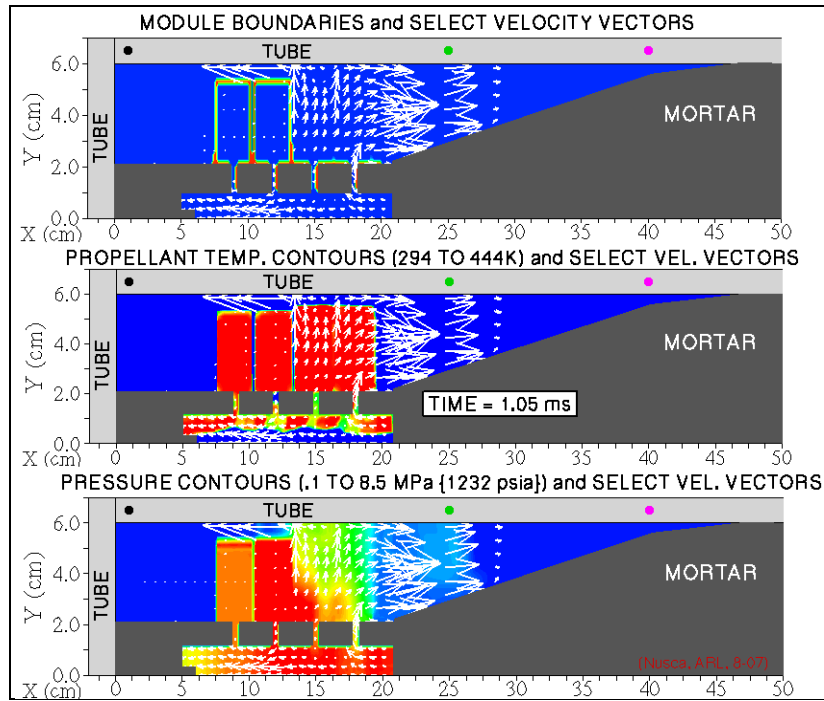 MODULE BOUNDARIES and SELECT VELOCITY VECTORS
TUBE
6.0
4.0
2.0
0.0
Y (cm)
TUBE
MORTAR
X (cm) 0 5 10 15 20 25 30 35 40 45 50
PROPELLANT TEMP. CONTOURS (294 TO 444K) and SELECT VEL. VECTORS
TUBE
6.0
4.0
2.0
0.0
Y (cm)
TUBE
MORTAR
TIME = 1.05 ms
X (cm) 0 5 10 15 20 25 30 35 40 45 50
PRESSURE CONTOURS (.1 TO 8.5 MPa {1232 psia}) and SELECT VEL. VECTORS
TUBE
6.0
4.0
2.0
0.0
Y (cm)
TUBE
MORTAR
(Nusca, ARL, 8-07)
X (cm) 0 5 10 15 20 25 30 35 40 45 50